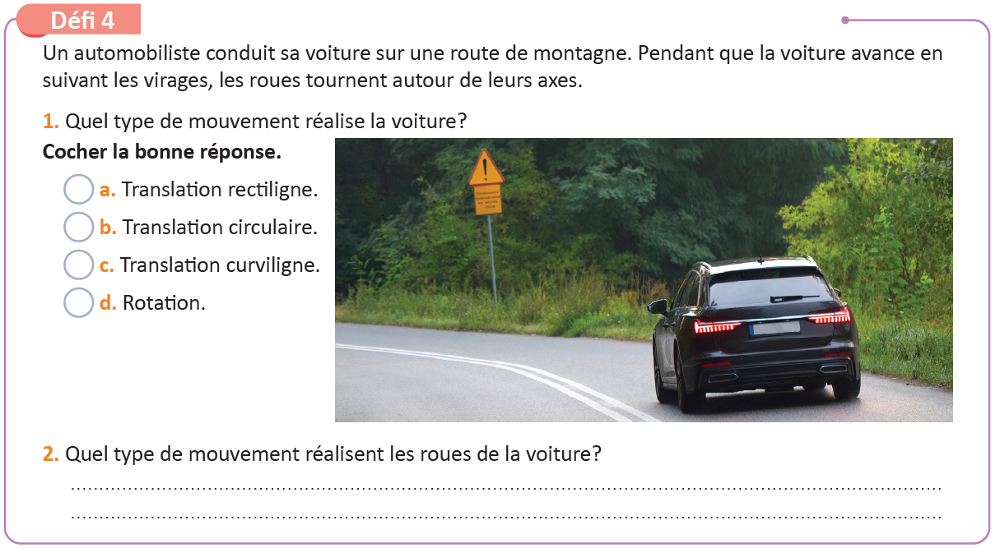 Défi 4
Un automobiliste conduit sa voiture sur une route de montagne. Pendant que la voiture avance en
suivant les virages, les roues tournent autour de leurs axes.
1. Quel type de mouvement réalise la voiture?
Cocher la bonne réponse.
a. Translation rectiligne.
b. Translation circulaire.
c. Translation curviligne.
d. Rotation.
2. Quel type de mouvement réalisent les roues de la voiture?